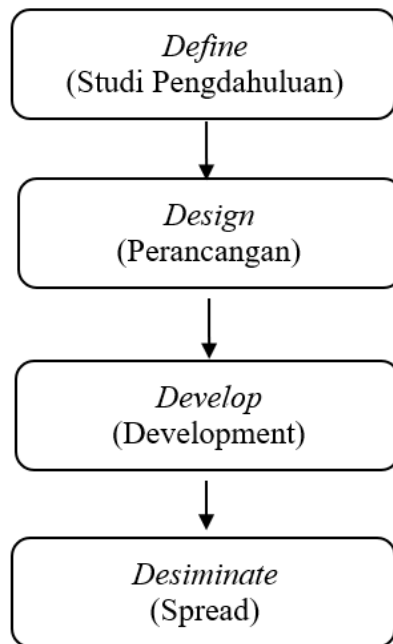 Define
(Studi Pengdahuluan)
Design
(Perancangan)
Develop
(Development)
Desiminate
(Spread)